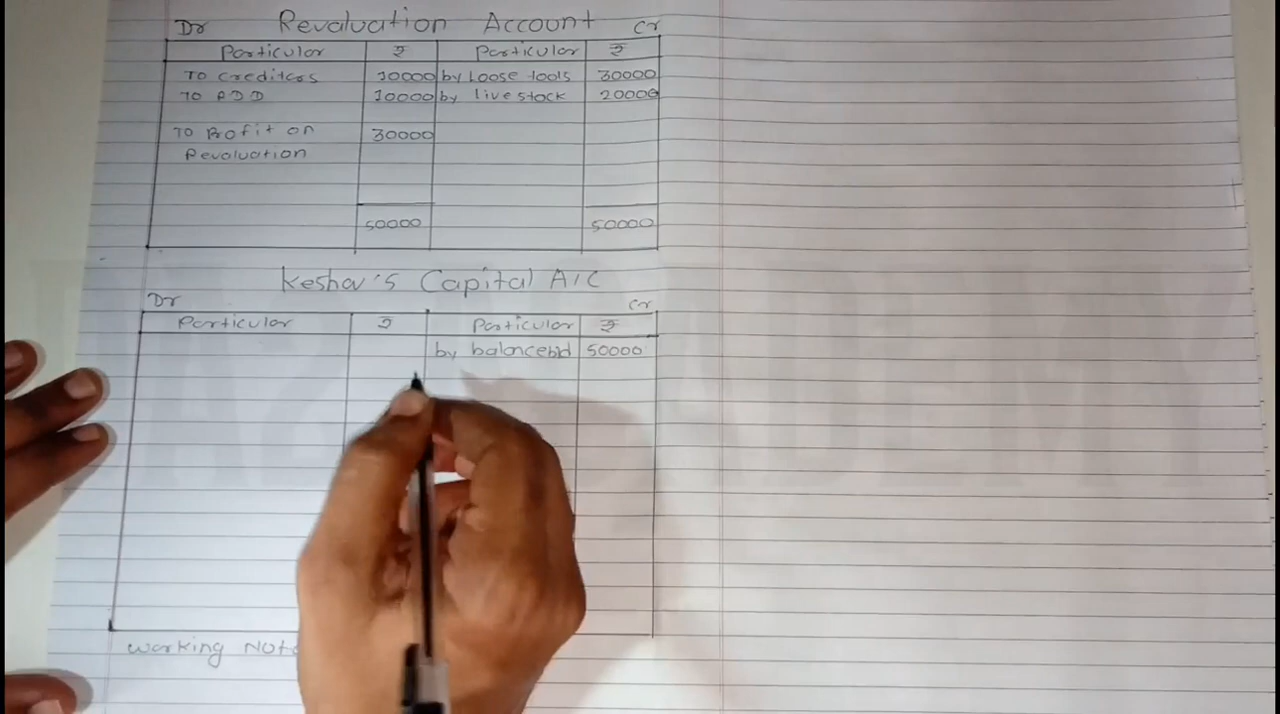 Dr Revaluation Account Cr
Particular ₹ Particular ₹
To Creditors 10000 by Loose tools 30000
To PDD 10000 by live stock 20000
To Profit on 30000
Revaluation
50000 50000
Keshav's Capital A/C
Dr Cr
Particular ₹ Particular ₹
by balance b/d 50000
Working Note